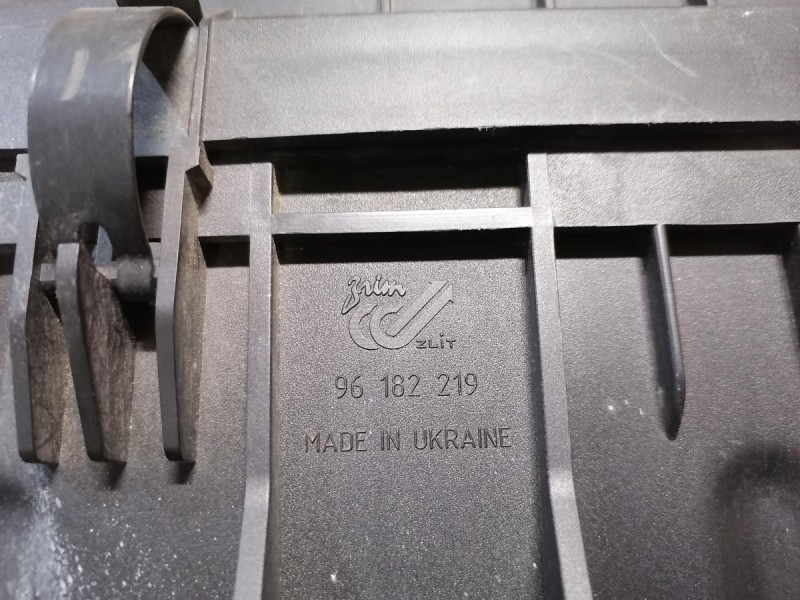 zrim
ZLiT
96 182 219
MADE IN UKRAINE